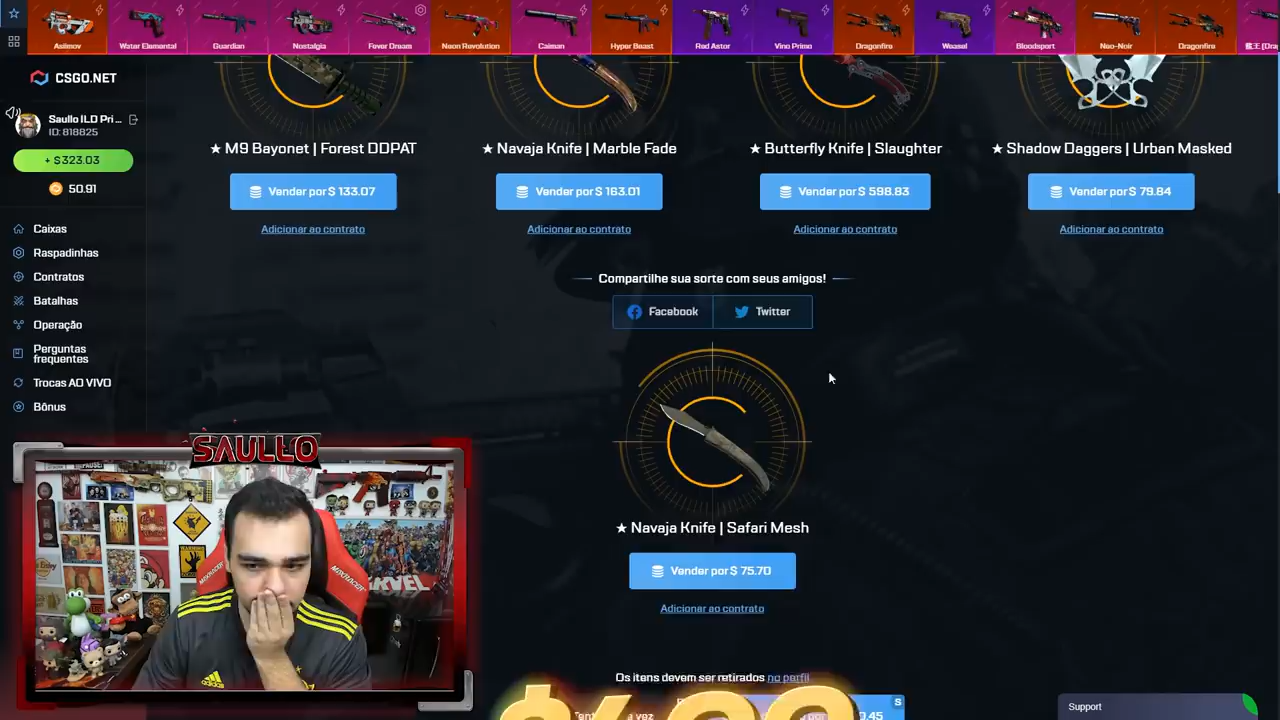 Asiimov
Water Elemental
Guardian
Nostalgia
Fever Dream
Neon Revolution
Caiman
Hyper Beast
Red Astor
Vino Primo
Dragonfire
Weasel
Bloodsport
Neo-Noir
Dragonfire
CSGO.NET
Saullo ILD Pri ...
ID: 818825
+ $323.03
50.91
Caixas
Raspadinhas
Contratos
Batalhas
Operação
Perguntas
frequentes
Trocas AO VIVO
Bônus
★ M9 Bayonet | Forest DDPAT
Vender por $ 133.07
Adicionar ao contrato
★ Navaja Knife | Marble Fade
Vender por $ 163.01
Adicionar ao contrato
★ Butterfly Knife | Slaughter
Vender por $ 598.83
Adicionar ao contrato
★ Shadow Daggers | Urban Masked
Vender por $ 79.84
Adicionar ao contrato
Compartilhe sua sorte com seus amigos!
Facebook
Twitter
★ Navaja Knife | Safari Mesh
Vender por $ 75.70
Adicionar ao contrato
Os itens devem ser retirados no perfil
S
0.45
Support
SAULLO
MARVEL
MAXRACER
MAXRACER
adidas